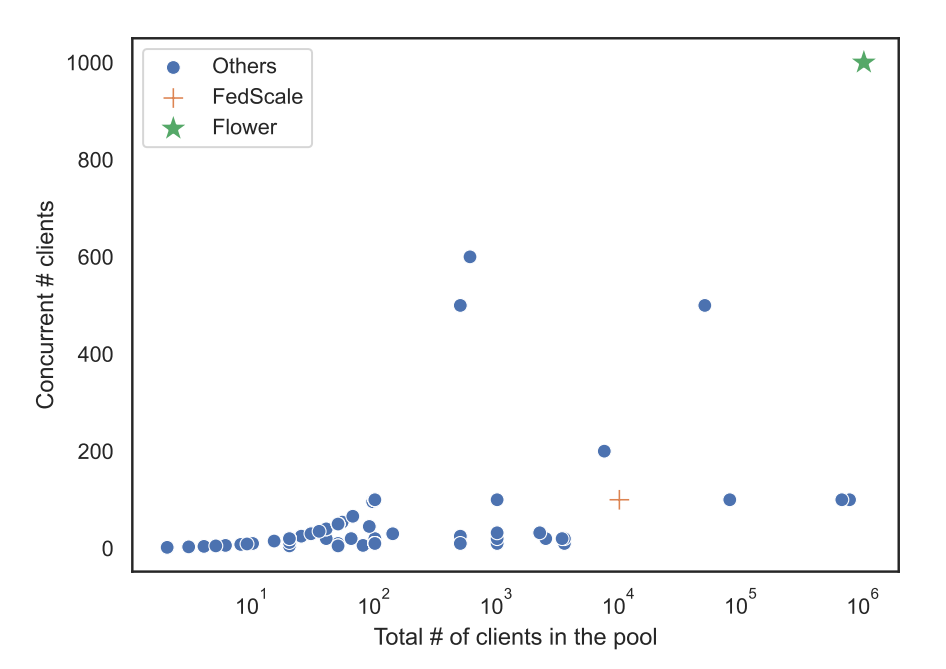 Others
FedScale
Flower
1000
800
600
400
200
0
Concurrent # clients
10^1 10^2 10^3 10^4 10^5 10^6
Total # of clients in the pool